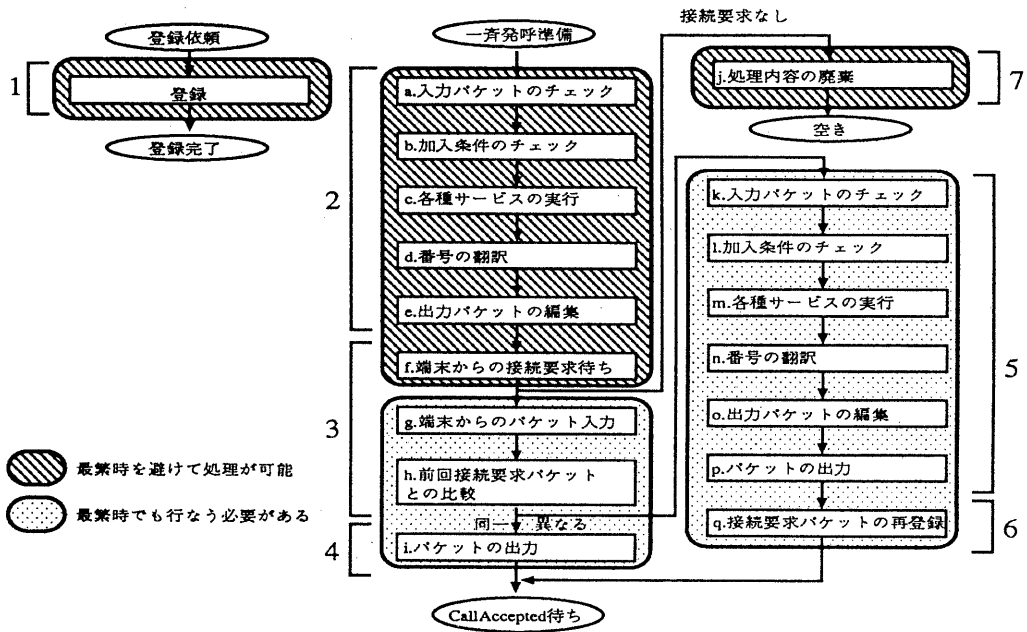 登録依頼
1
登録
登録完了
一斉発呼準備
2
a.入力パケットのチェック
b.加入条件のチェック
c.各種サービスの実行
d.番号の翻訳
e.出力パケットの編集
3
f.端末からの接続要求待ち
g.端末からのパケット入力
h.前回接続要求パケット
との比較
同一
異なる
4
i.パケットの出力
CallAccepted待ち
接続要求なし
j.処理内容の廃棄
7
空き
k.入力パケットのチェック
l.加入条件のチェック
m.各種サービスの実行
n.番号の翻訳
5
o.出力パケットの編集
p.パケットの出力
q.接続要求パケットの再登録
6
最繁時を避けて処理が可能
最繁時でも行なう必要がある